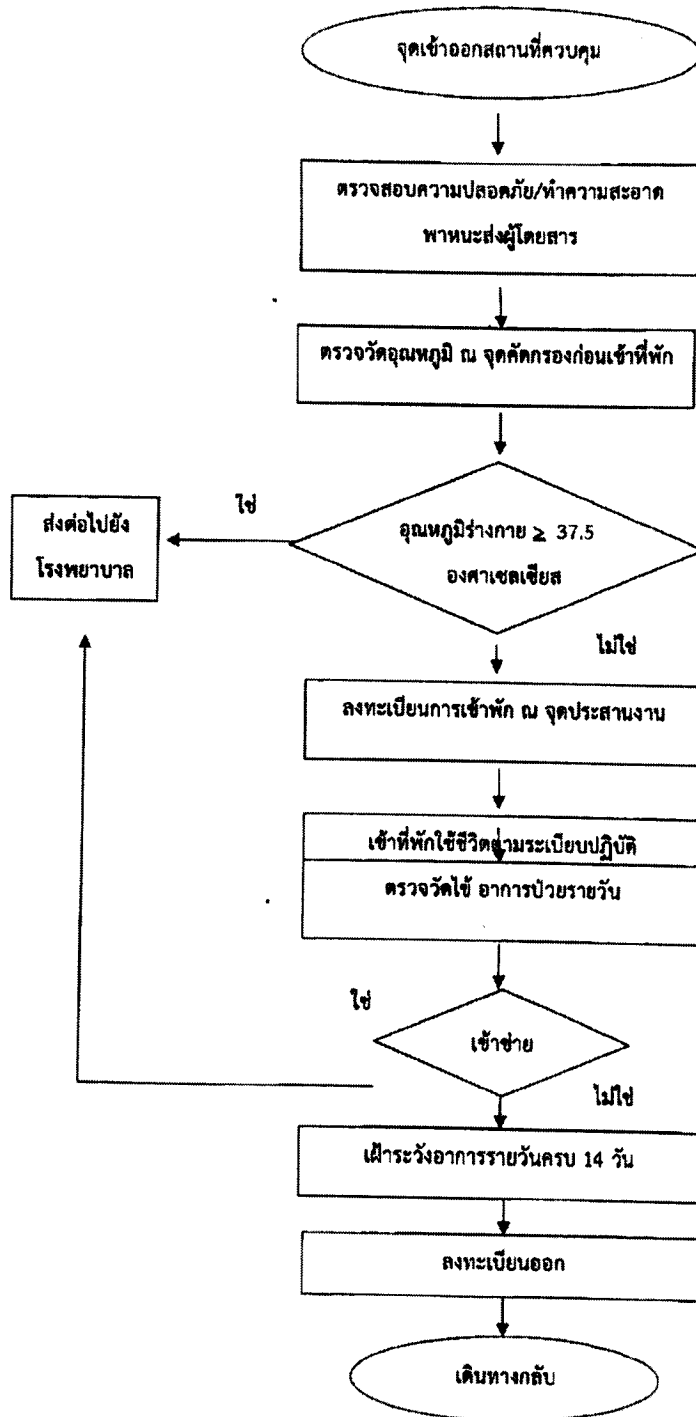 จุดเข้าออกสถานที่ควบคุม
ตรวจสอบความปลอดภัย/ทำความสะอาด
พาหนะส่งผู้โดยสาร
ตรวจวัดอุณหภูมิ ณ จุดคัดกรองก่อนเข้าที่พัก
ใช่
ส่งต่อไปยัง
โรงพยาบาล
อุณหภูมิร่างกาย ≥ 37.5
องศาเซลเซียส
ไม่ใช่
ลงทะเบียนการเข้าพัก ณ จุดประสานงาน
เข้าที่พักใช้ชีวิตตามระเบียบปฏิบัติ
ตรวจวัดไข้ อาการป่วยรายวัน
ใช่
เข้าข่าย
ไม่ใช่
เฝ้าระวังอาการรายวันครบ 14 วัน
ลงทะเบียนออก
เดินทางกลับ